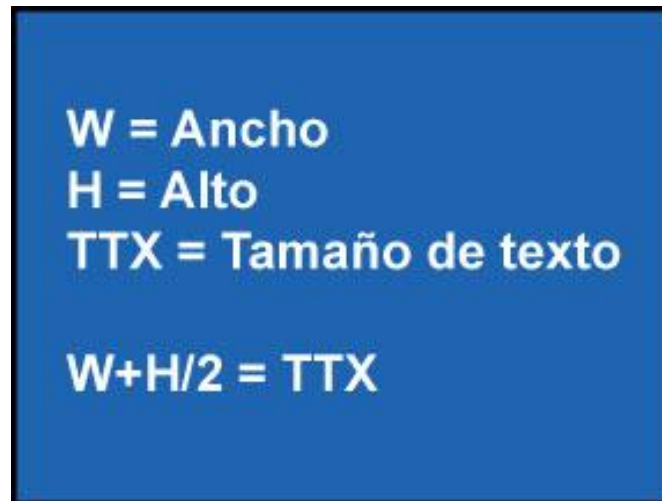 W = Ancho
H = Alto
TTX = Tamaño de texto
W+H/2 = TTX